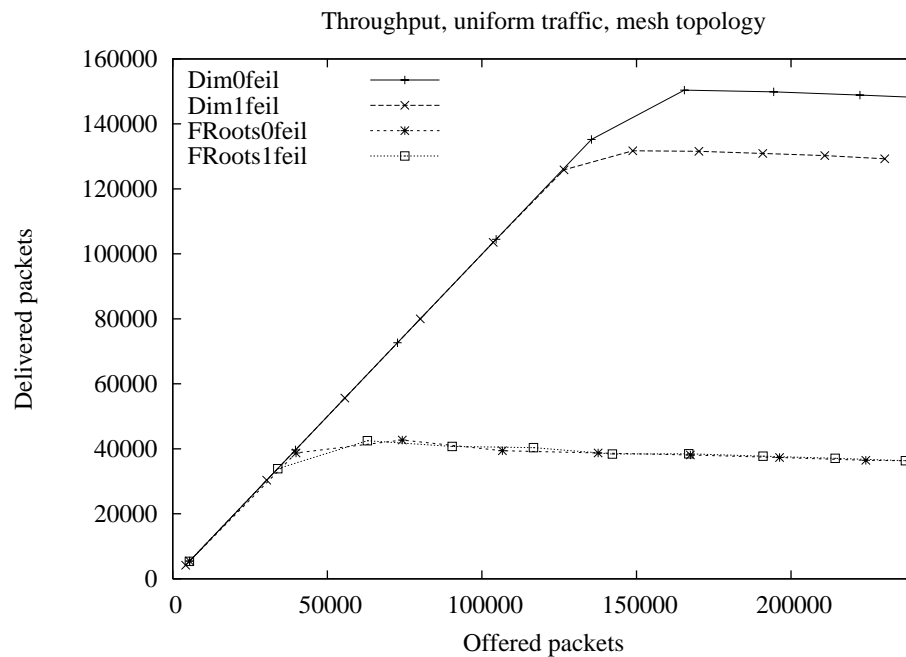 Throughput, uniform traffic, mesh topology
160000
140000
120000
100000
80000
60000
40000
20000
0
Delivered packets
Dim0feil
Dim1feil
FRoots0feil
FRoots1feil
0 50000 100000 150000 200000
Offered packets